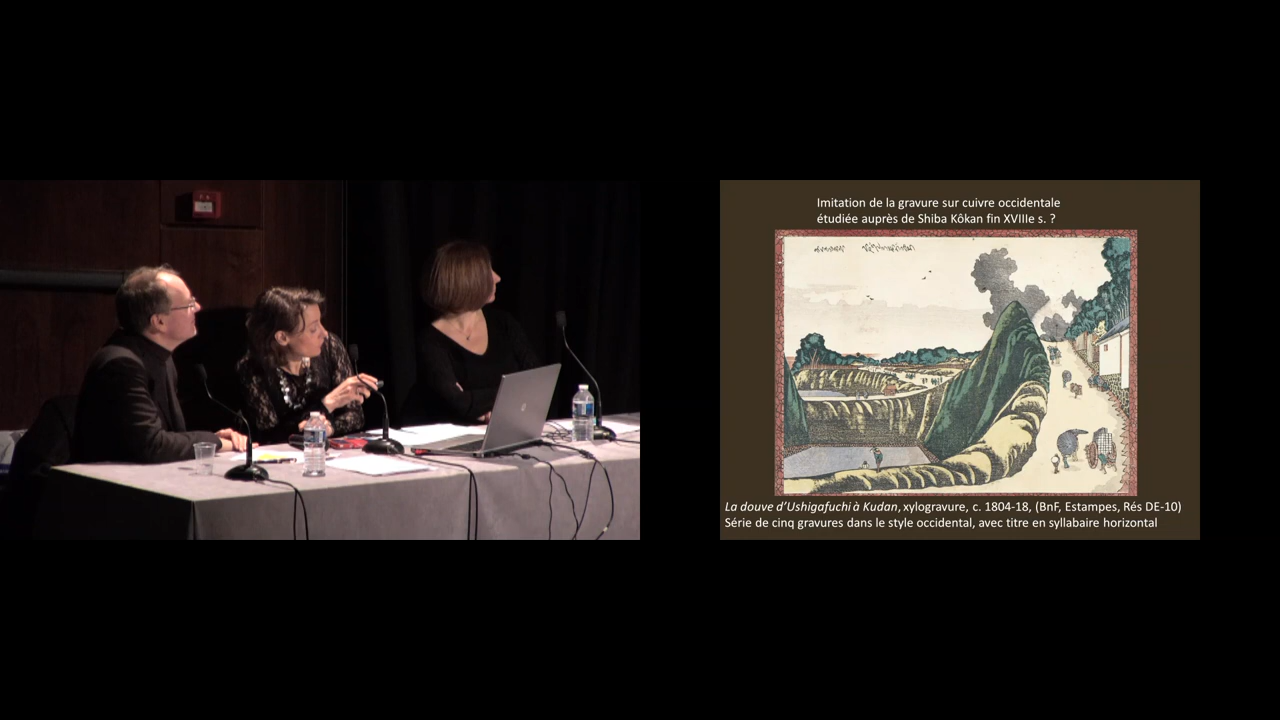 Imitation de la gravure sur cuivre occidentale
étudiée auprès de Shiba Kôkan fin XVIIIe s. ?
La douve d'Ushigafuchi à Kudan, xylogravure, c. 1804-18, (BnF, Estampes, Rés DE-10)
Série de cinq gravures dans le style occidental, avec titre en syllabaire horizontal